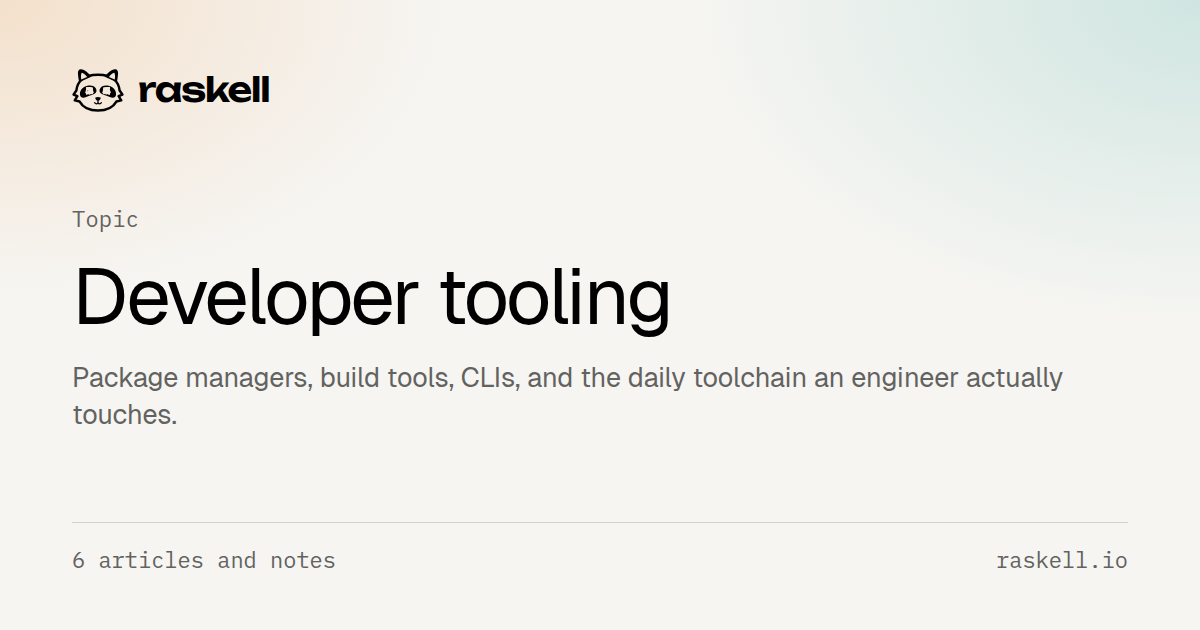 raskell
Topic
Developer tooling
Package managers, build tools, CLIs, and the daily toolchain an engineer actually
touches.
6 articles and notes
raskell.io